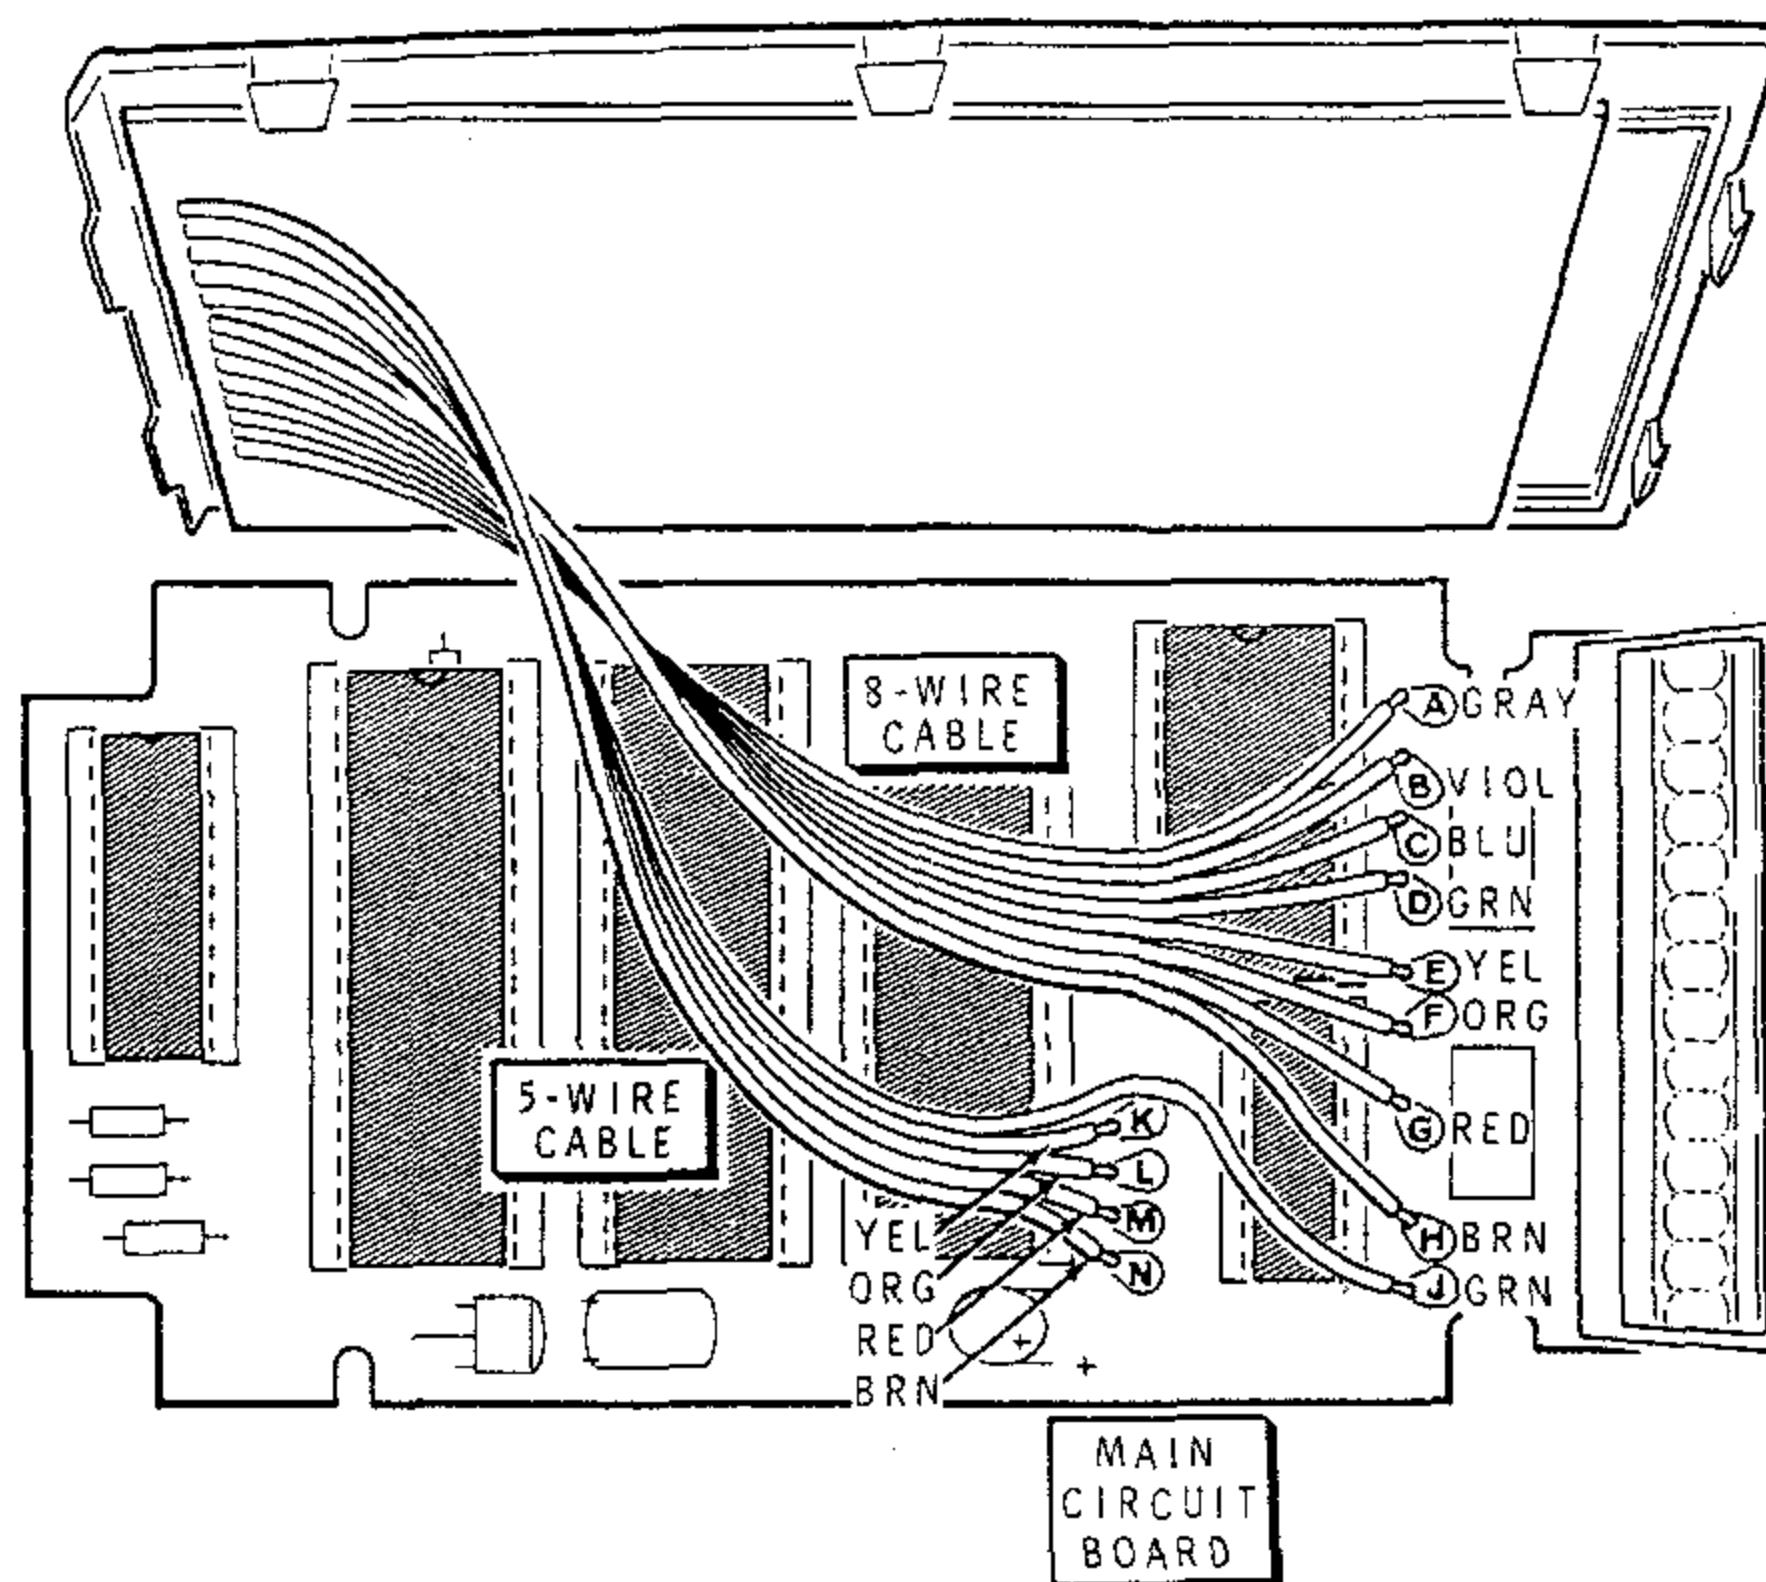 8-WIRE
CABLE
A GRAY
B VIOL
C BLU
D GRN
E YEL
F ORG
G RED
H BRN
J GRN
5-WIRE
CABLE
K
L
M
N
YEL
ORG
RED
BRN
+
+
MAIN
CIRCUIT
BOARD